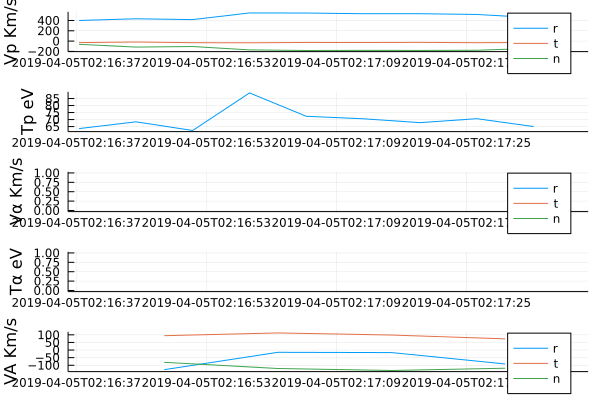 Vp Km/s
400
200
0
−200
2019-04-05T02:16:37 2019-04-05T02:16:53 2019-04-05T02:17:09 2019-04-05T02:17
r
t
n
Tp eV
85
80
75
70
65
2019-04-05T02:16:37 2019-04-05T02:16:53 2019-04-05T02:17:09 2019-04-05T02:17:25
Vα Km/s
1.00
0.75
0.50
0.25
0.00
2019-04-05T02:16:37 2019-04-05T02:16:53 2019-04-05T02:17:09 2019-04-05T02:17
r
t
n
Tα eV
1.00
0.75
0.50
0.25
0.00
2019-04-05T02:16:37 2019-04-05T02:16:53 2019-04-05T02:17:09 2019-04-05T02:17:25
VA Km/s
100
50
0
−50
−100
2019-04-05T02:16:37 2019-04-05T02:16:53 2019-04-05T02:17:09 2019-04-05T02:17
r
t
n